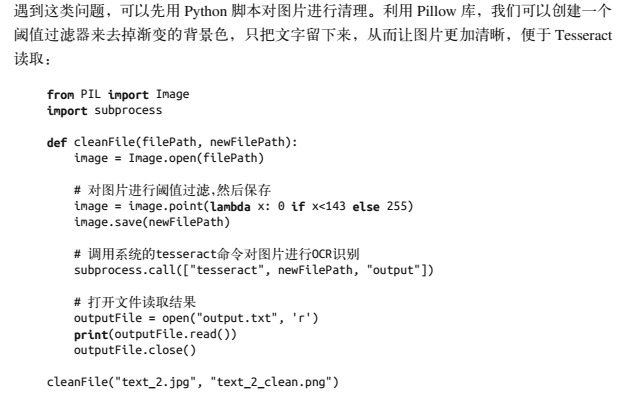 遇到这类问题，可以先用 Python 脚本对图片进行清理。利用 Pillow 库，我们可以创建一个
阈值过滤器来去掉渐变的背景色，只把文字留下来，从而让图片更加清晰，便于 Tesseract
读取：
from PIL import Image
import subprocess
def cleanFile(filePath, newFilePath):
    image = Image.open(filePath)
    # 对图片进行阈值过滤,然后保存
    image = image.point(lambda x: 0 if x<143 else 255)
    image.save(newFilePath)
    # 调用系统的tesseract命令对图片进行OCR识别
    subprocess.call(["tesseract", newFilePath, "output"])
    # 打开文件读取结果
    outputFile = open("output.txt", 'r')
    print(outputFile.read())
    outputFile.close()
cleanFile("text_2.jpg", "text_2_clean.png")